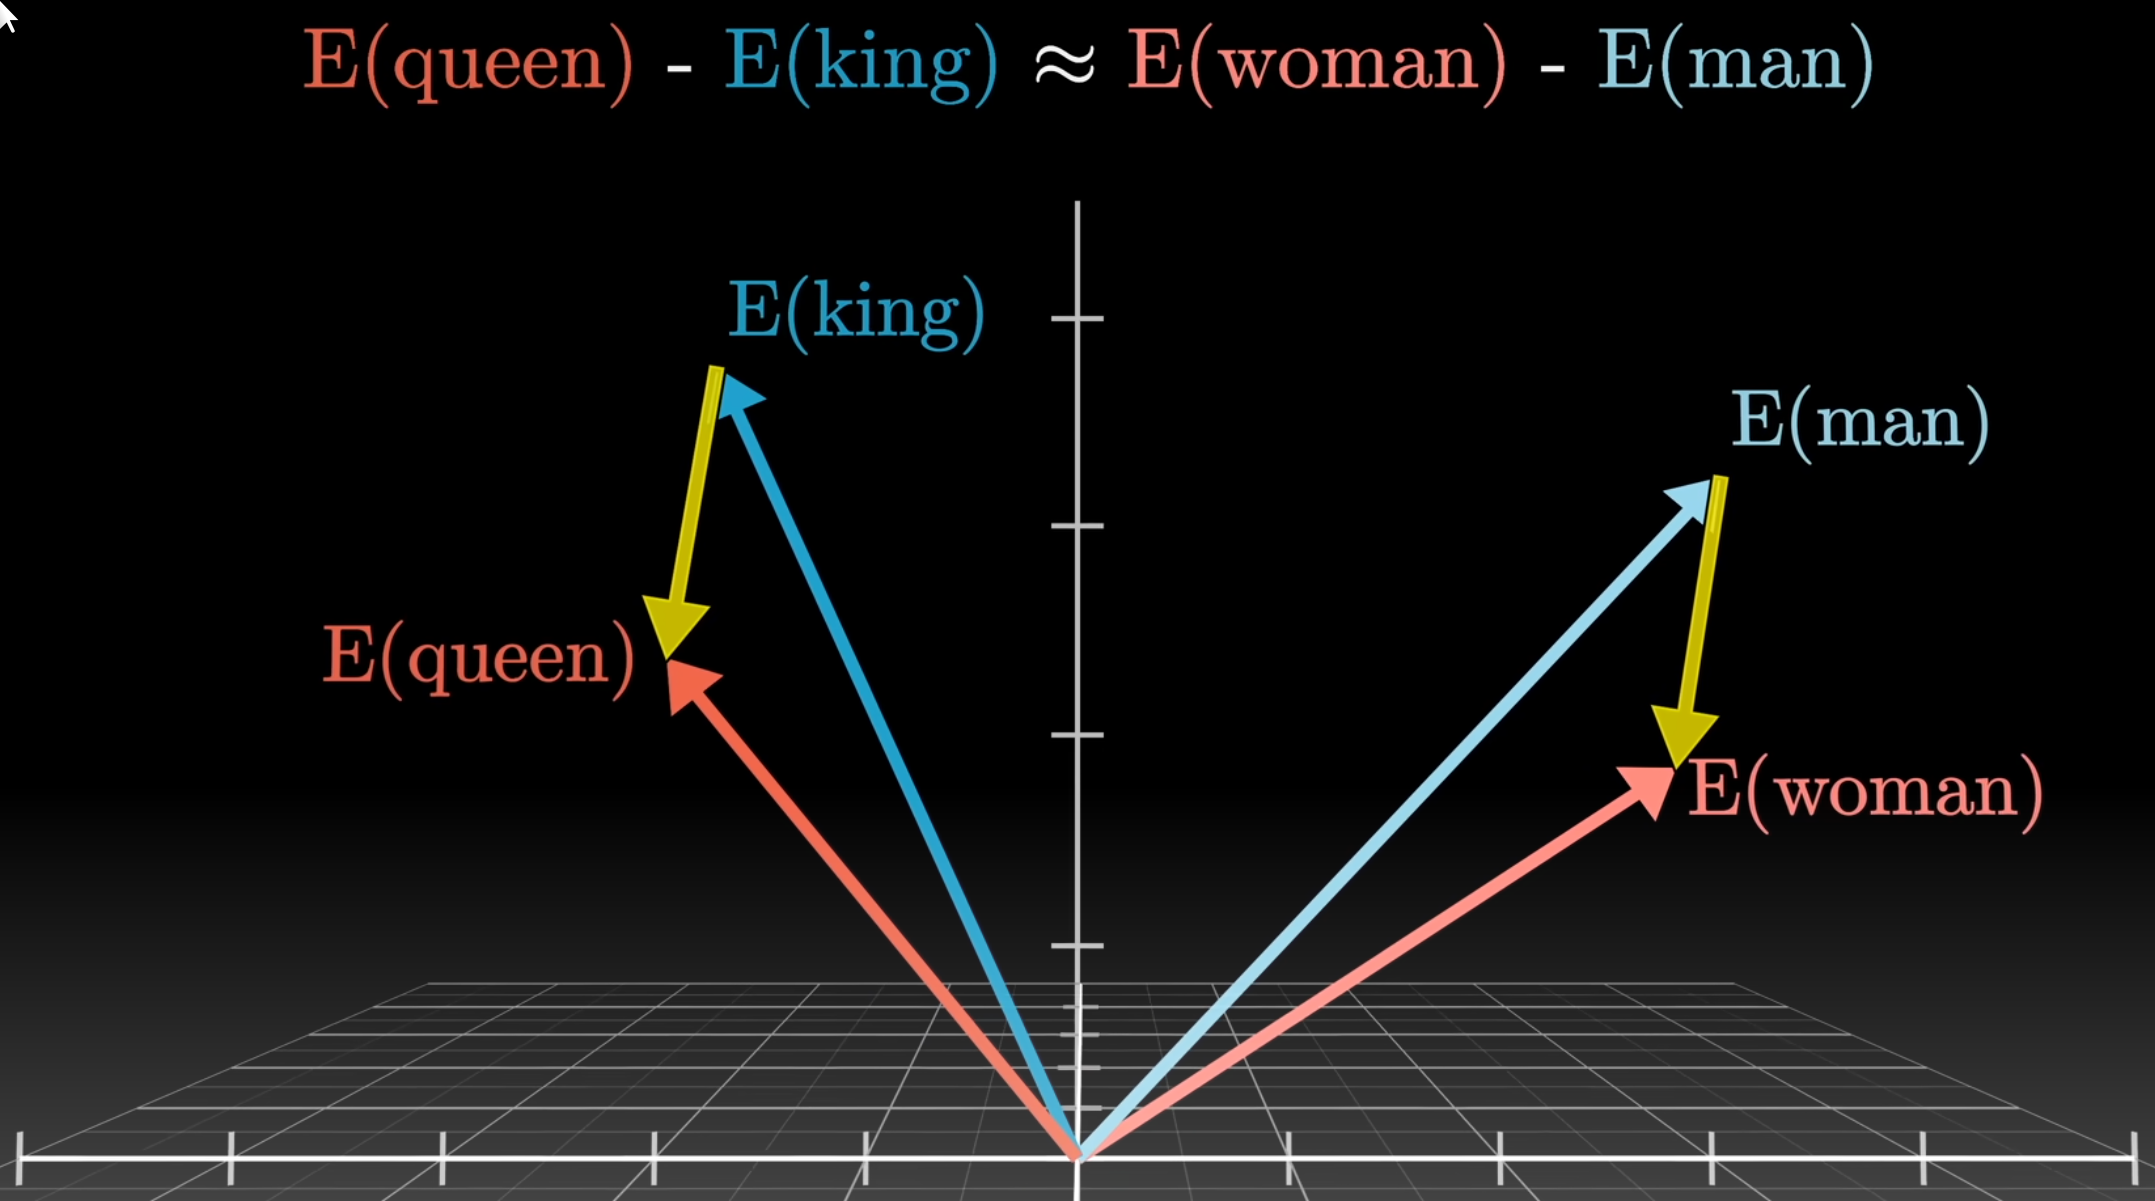 E(queen) - E(king) ≈ E(woman) - E(man)
E(king)
E(man)
E(queen)
E(woman)